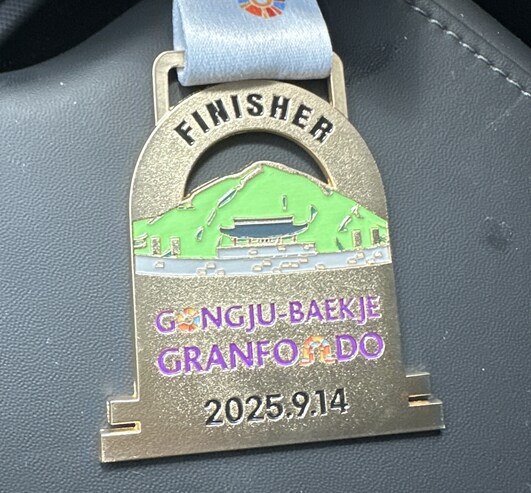 FINISHER
GONGJU-BAEKJE
GRANFONDO
2025.9.14